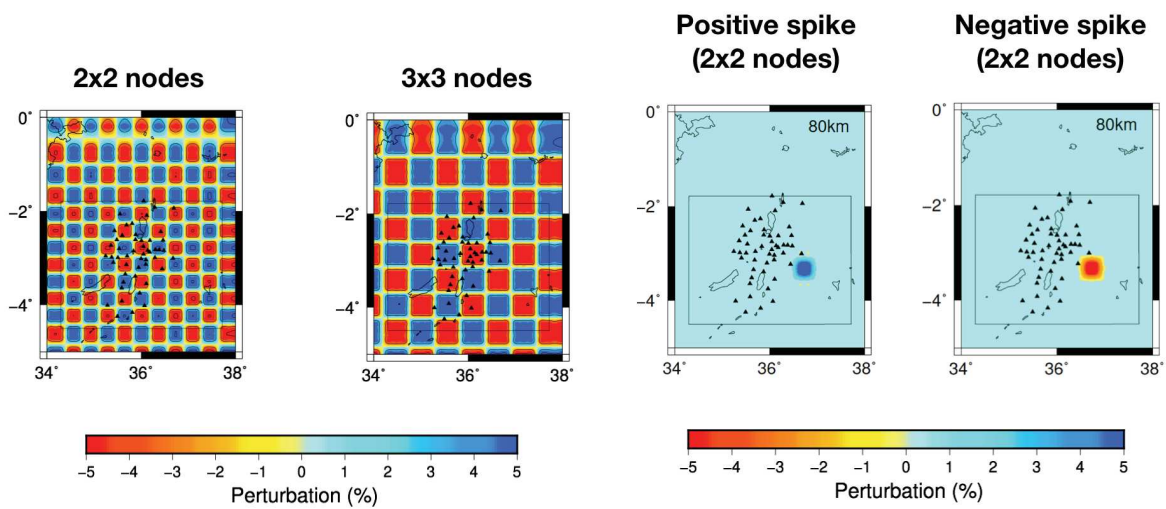 2x2 nodes
3x3 nodes
Positive spike
(2x2 nodes)
Negative spike
(2x2 nodes)
0°
−2°
−4°
34° 36° 38°
0°
−2°
−4°
34° 36° 38°
0°
−2°
−4°
80km
34° 36° 38°
0°
−2°
−4°
80km
34° 36° 38°
−5 −4 −3 −2 −1 0 1 2 3 4 5
Perturbation (%)
−5 −4 −3 −2 −1 0 1 2 3 4 5
Perturbation (%)